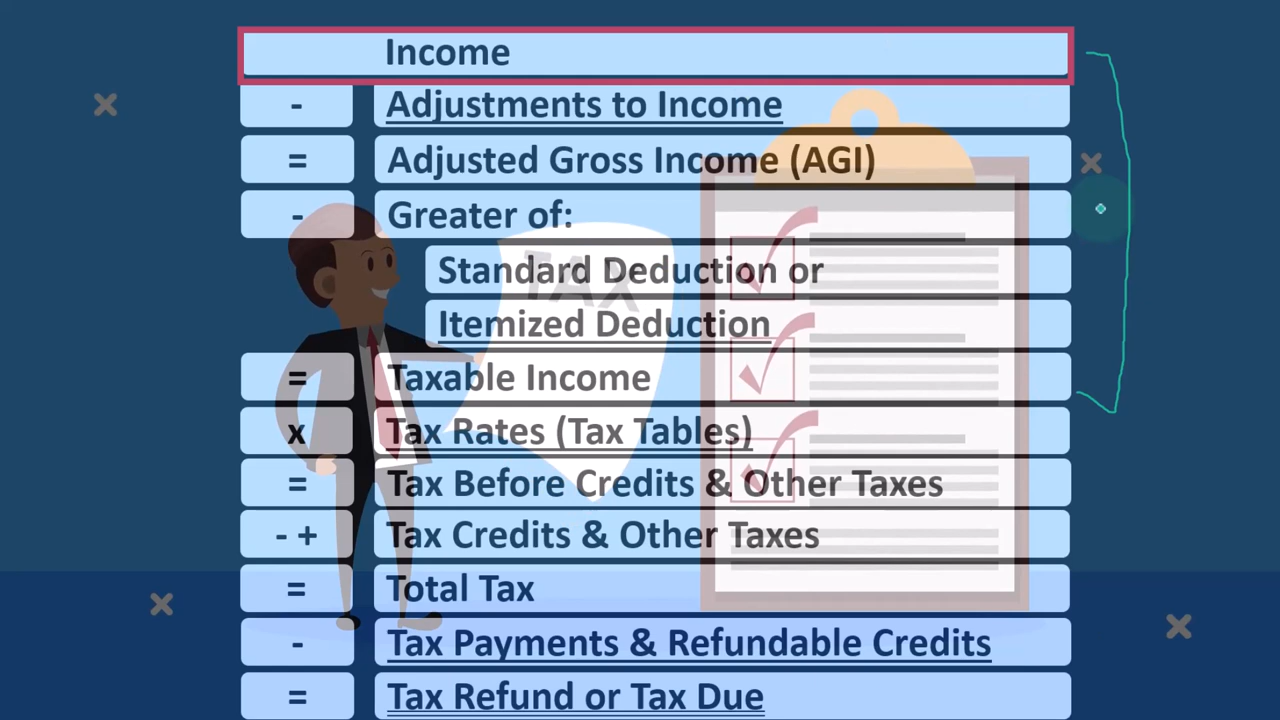 Income
- Adjustments to Income
= Adjusted Gross Income (AGI)
- Greater of:
Standard Deduction or
Itemized Deduction
= Taxable Income
x Tax Rates (Tax Tables)
= Tax Before Credits & Other Taxes
- + Tax Credits & Other Taxes
= Total Tax
- Tax Payments & Refundable Credits
= Tax Refund or Tax Due
TAX